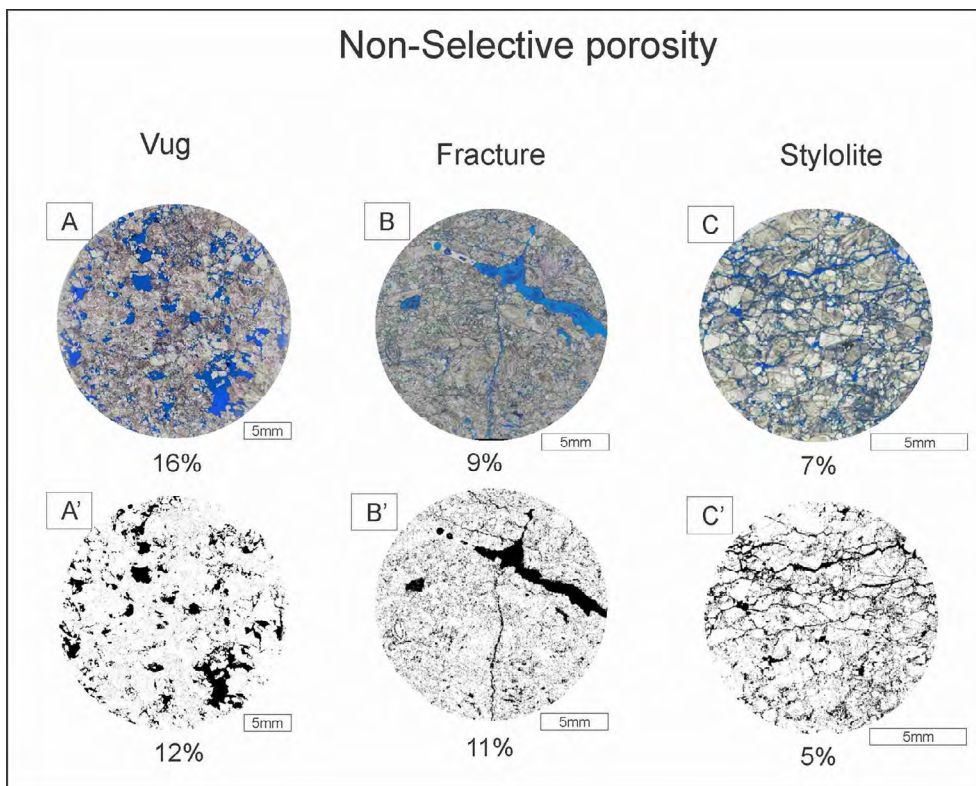 Non-Selective porosity
Vug
Fracture
Stylolite
A
B
C
5mm
5mm
5mm
16%
9%
7%
A'
B'
C'
5mm
5mm
5mm
12%
11%
5%